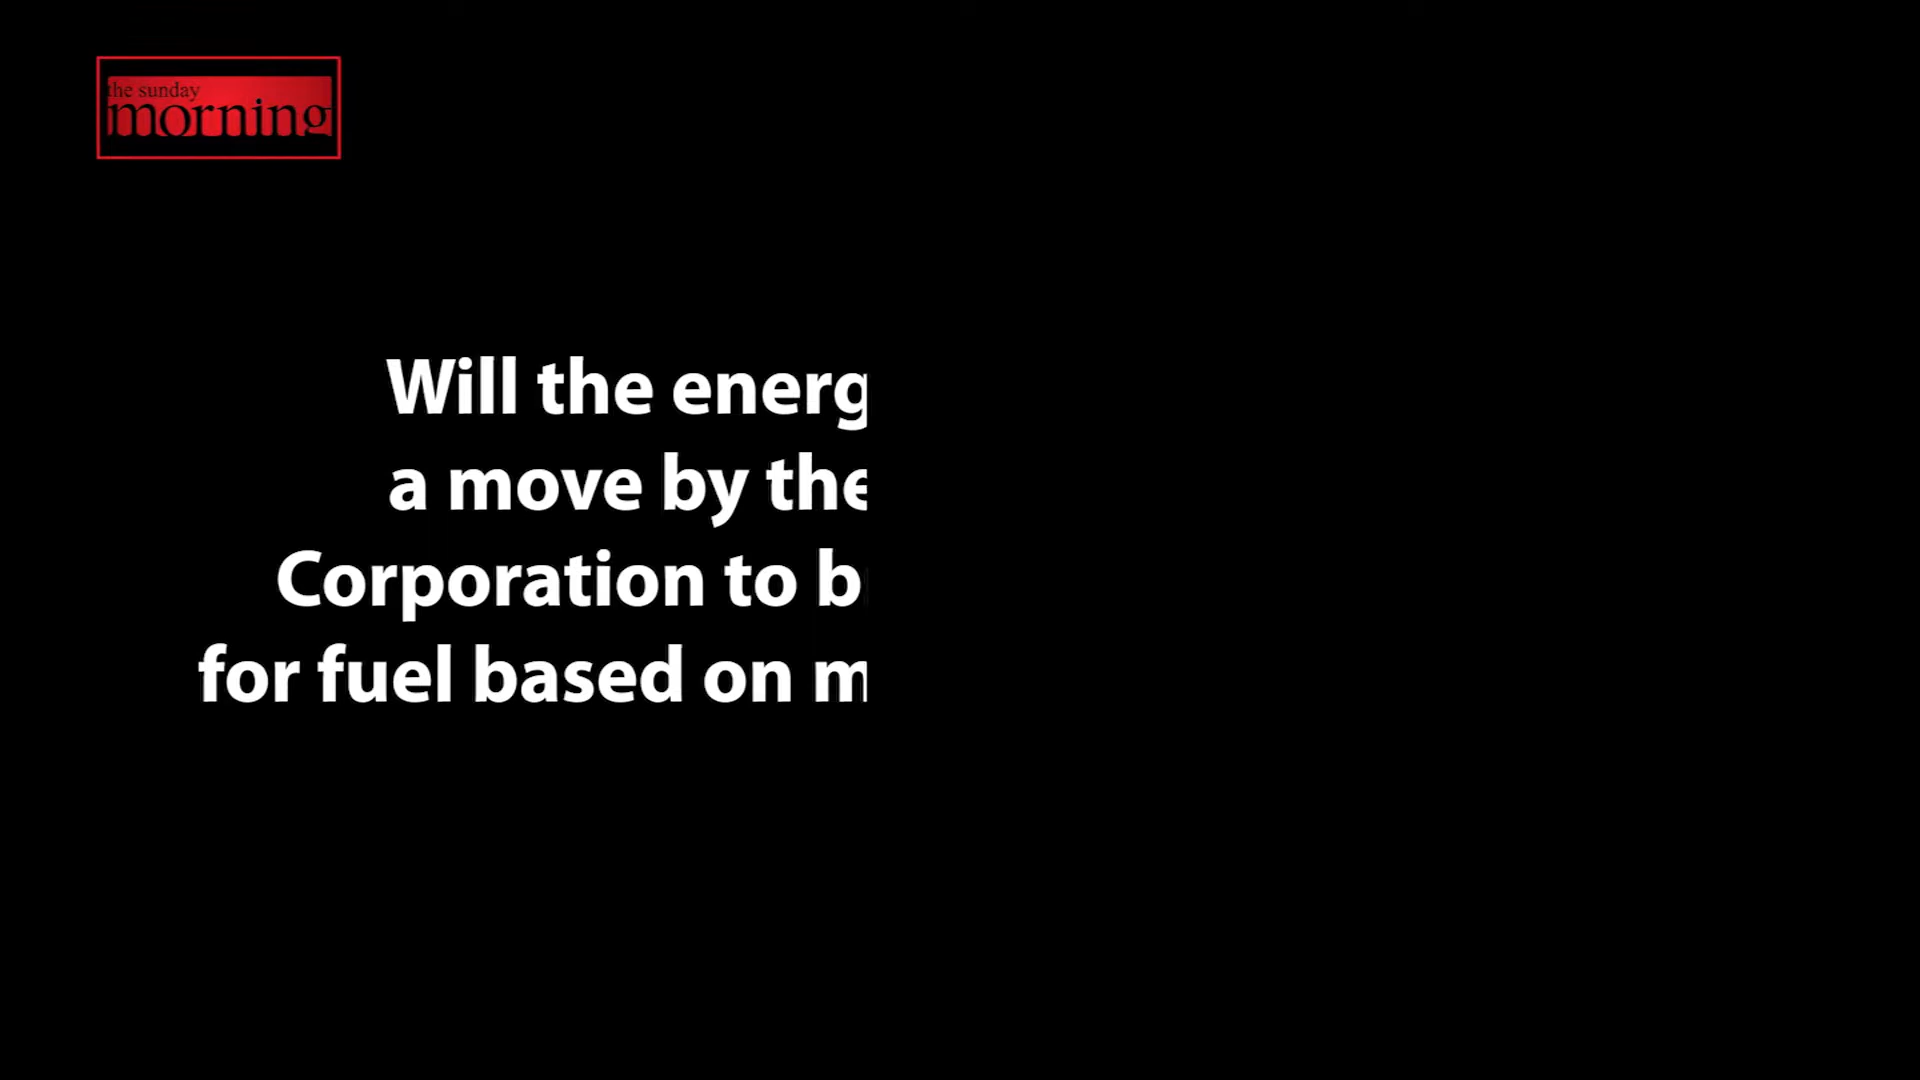 the sunday
morning
Will the energ
a move by the
Corporation to b
for fuel based on m